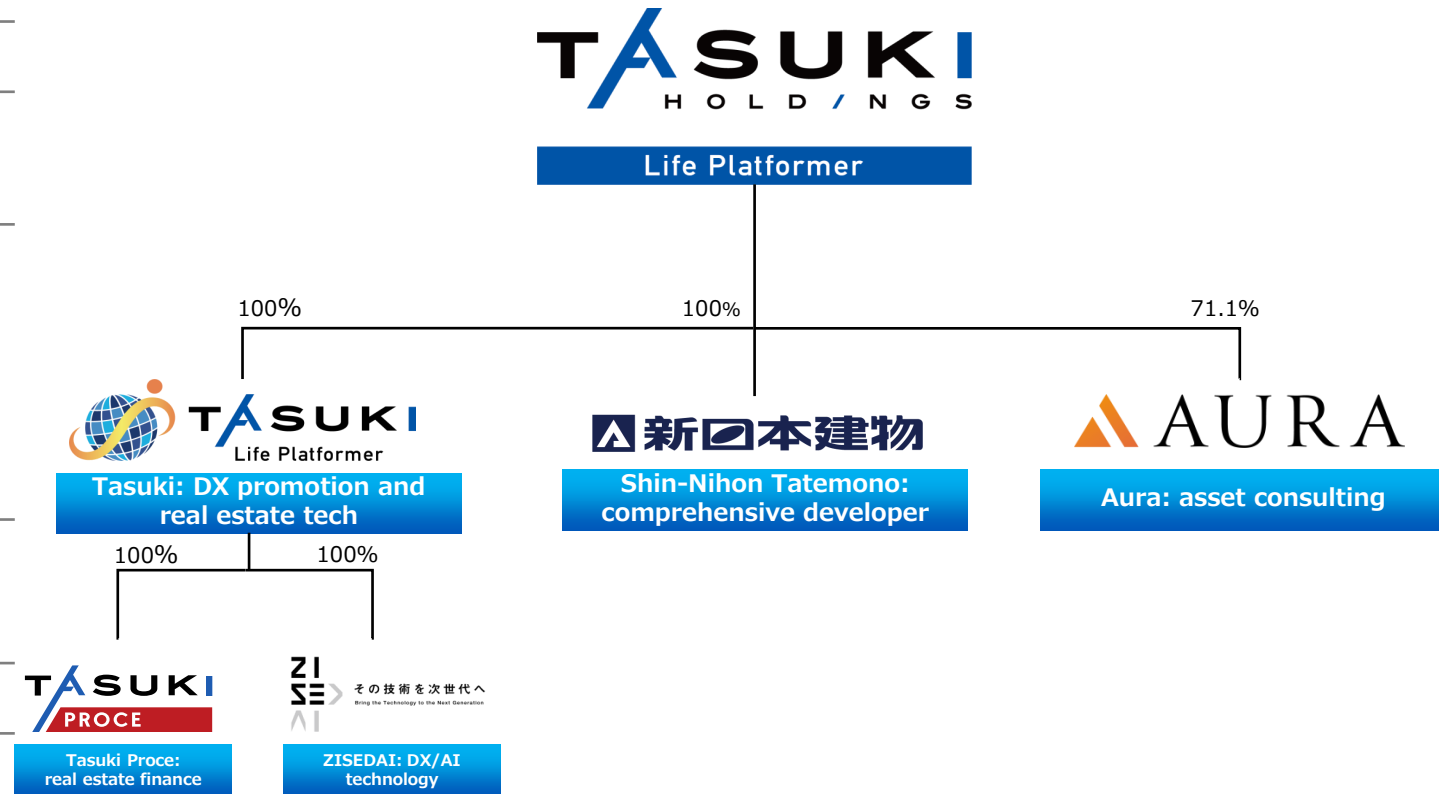 TASUKI
HOLDINGS
Life Platformer
100%
100%
71.1%
TASUKI
Life Platformer
新日本建物
AURA
Tasuki: DX promotion and
real estate tech
Shin-Nihon Tatemono:
comprehensive developer
Aura: asset consulting
100%
100%
TASUKI
PROCE
ZI
SED
AI
その技術を次世代へ
Bring the Technology to the Next Generation
Tasuki Proce:
real estate finance
ZISEDAI: DX/AI
technology